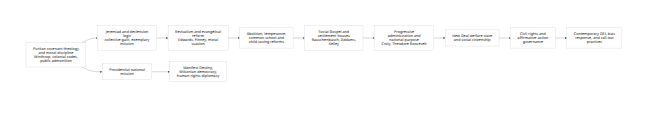 Puritan covenant theology
and moral discipline
Winthrop, colonial codes,
public admonition
Jeremiad and declension
logic
collective guilt, exemplary
mission
Revivalism and evangelical
reform
Edwards, Finney, moral
suasion
Abolition, temperance,
common school and
child-saving reforms
Social Gospel and
settlement houses
Rauschenbusch, Addams,
Kelley
Progressive
administration and
national purpose
Croly, Theodore Roosevelt
New Deal welfare state
and social citizenship
Civil rights and
affirmative action
governance
Contemporary DEI, bias
response, and call-out
practices
Providential national
mission
Manifest Destiny,
Wilsonian democracy,
human rights diplomacy